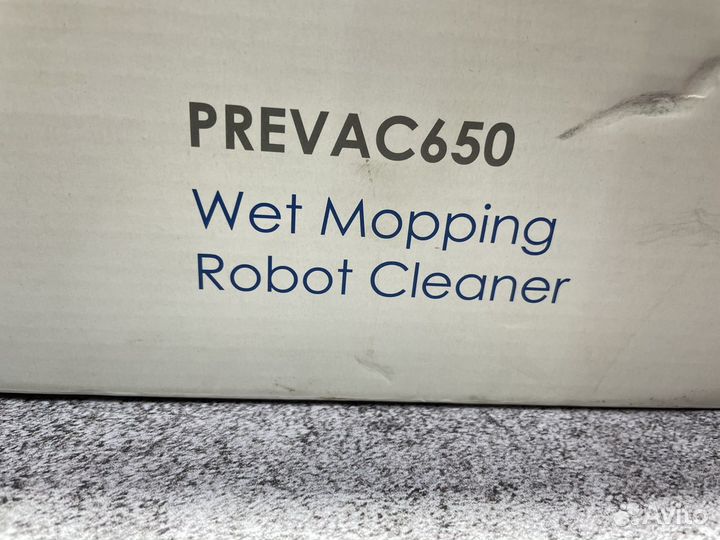 PREVAC650
Wet Mopping
Robot Cleaner
Avito